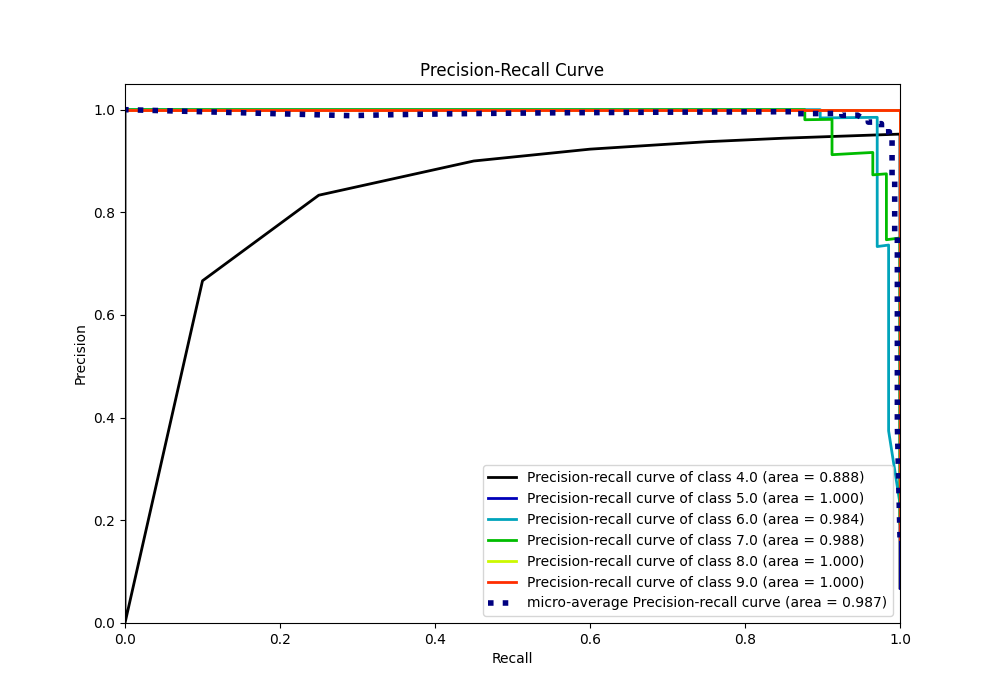 Precision-Recall Curve
1.0
0.8
0.6
0.4
0.2
0.0
Precision
Precision-recall curve of class 4.0 (area = 0.888)
Precision-recall curve of class 5.0 (area = 1.000)
Precision-recall curve of class 6.0 (area = 0.984)
Precision-recall curve of class 7.0 (area = 0.988)
Precision-recall curve of class 8.0 (area = 1.000)
Precision-recall curve of class 9.0 (area = 1.000)
micro-average Precision-recall curve (area = 0.987)
0.0 0.2 0.4 0.6 0.8 1.0
Recall